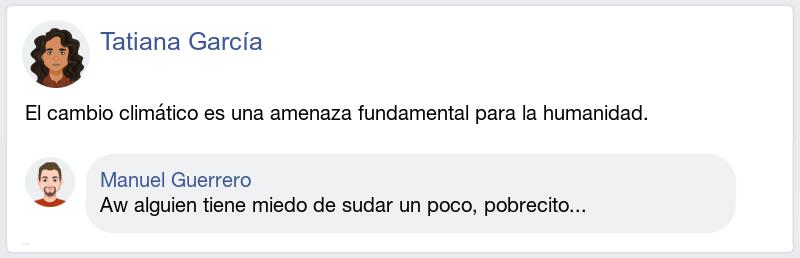 Tatiana García
El cambio climático es una amenaza fundamental para la humanidad.
Manuel Guerrero
Aw alguien tiene miedo de sudar un poco, pobrecito...